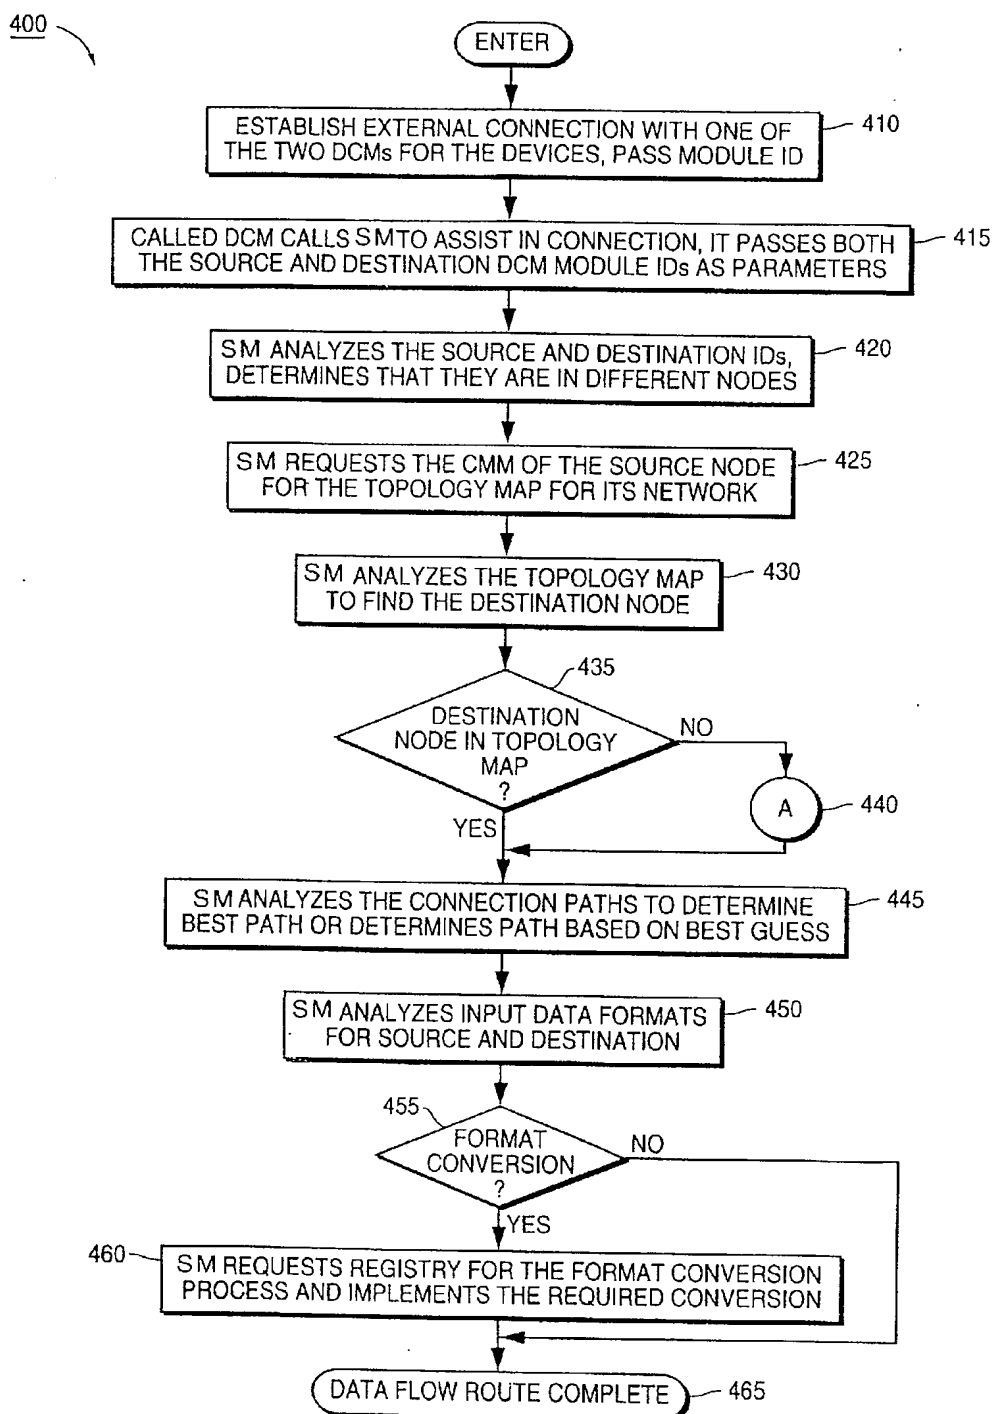 400
ENTER
ESTABLISH EXTERNAL CONNECTION WITH ONE OF
THE TWO DCMs FOR THE DEVICES, PASS MODULE ID
410
CALLED DCM CALLS SM TO ASSIST IN CONNECTION, IT PASSES BOTH
THE SOURCE AND DESTINATION DCM MODULE IDs AS PARAMETERS
415
SM ANALYZES THE SOURCE AND DESTINATION IDs,
DETERMINES THAT THEY ARE IN DIFFERENT NODES
420
SM REQUESTS THE CMM OF THE SOURCE NODE
FOR THE TOPOLOGY MAP FOR ITS NETWORK
425
SM ANALYZES THE TOPOLOGY MAP
TO FIND THE DESTINATION NODE
430
435
DESTINATION
NODE IN TOPOLOGY
MAP
?
NO
A
440
YES
SM ANALYZES THE CONNECTION PATHS TO DETERMINE
BEST PATH OR DETERMINES PATH BASED ON BEST GUESS
445
SM ANALYZES INPUT DATA FORMATS
FOR SOURCE AND DESTINATION
450
455
FORMAT
CONVERSION
?
NO
YES
460
SM REQUESTS REGISTRY FOR THE FORMAT CONVERSION
PROCESS AND IMPLEMENTS THE REQUIRED CONVERSION
DATA FLOW ROUTE COMPLETE
465